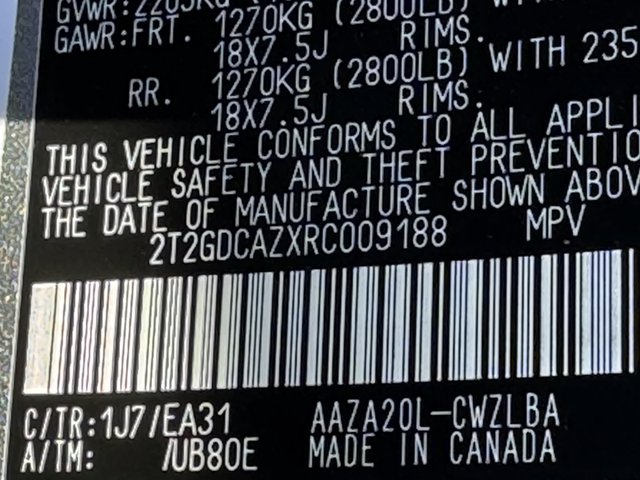 GVWR:2205KG
GAWR:FRT. 1270KG (2800LB) WITH 235
18X7.5J RIMS.
RR. 1270KG (2800LB)
18X7.5J RIMS.
THIS VEHICLE CONFORMS TO ALL APPLI
VEHICLE SAFETY AND THEFT PREVENTIO
THE DATE OF MANUFACTURE SHOWN ABOV
2T2GDCAZXRC009188 MPV
C/TR:1J7/EA31 AAZA20L-CWZLBA
A/TM: /UB80E MADE IN CANADA